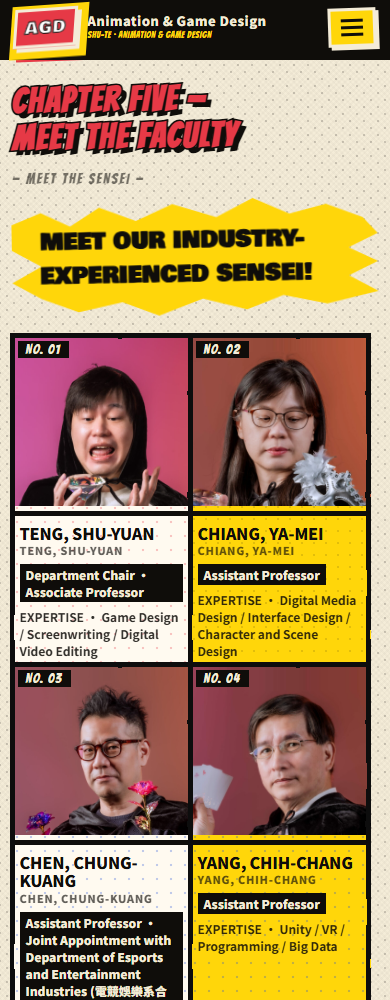 AGD
Animation & Game Design
SHU-TE • ANIMATION & GAME DESIGN
CHAPTER FIVE —
MEET THE FACULTY
— MEET THE SENSEI —
MEET OUR INDUSTRY-
EXPERIENCED SENSEI!
NO. 01
NO. 02
TENG, SHU-YUAN
TENG, SHU-YUAN
Department Chair •
Associate Professor
EXPERTISE • Game Design
/ Screenwriting / Digital
Video Editing
CHIANG, YA-MEI
CHIANG, YA-MEI
Assistant Professor
EXPERTISE • Digital Media
Design / Interface Design /
Character and Scene
Design
NO. 03
NO. 04
CHEN, CHUNG-
KUANG
CHEN, CHUNG-KUANG
Assistant Professor •
Joint Appointment with
Department of Esports
and Entertainment
Industries (電競娛樂系合
YANG, CHIH-CHANG
YANG, CHIH-CHANG
Assistant Professor
EXPERTISE • Unity / VR /
Programming / Big Data